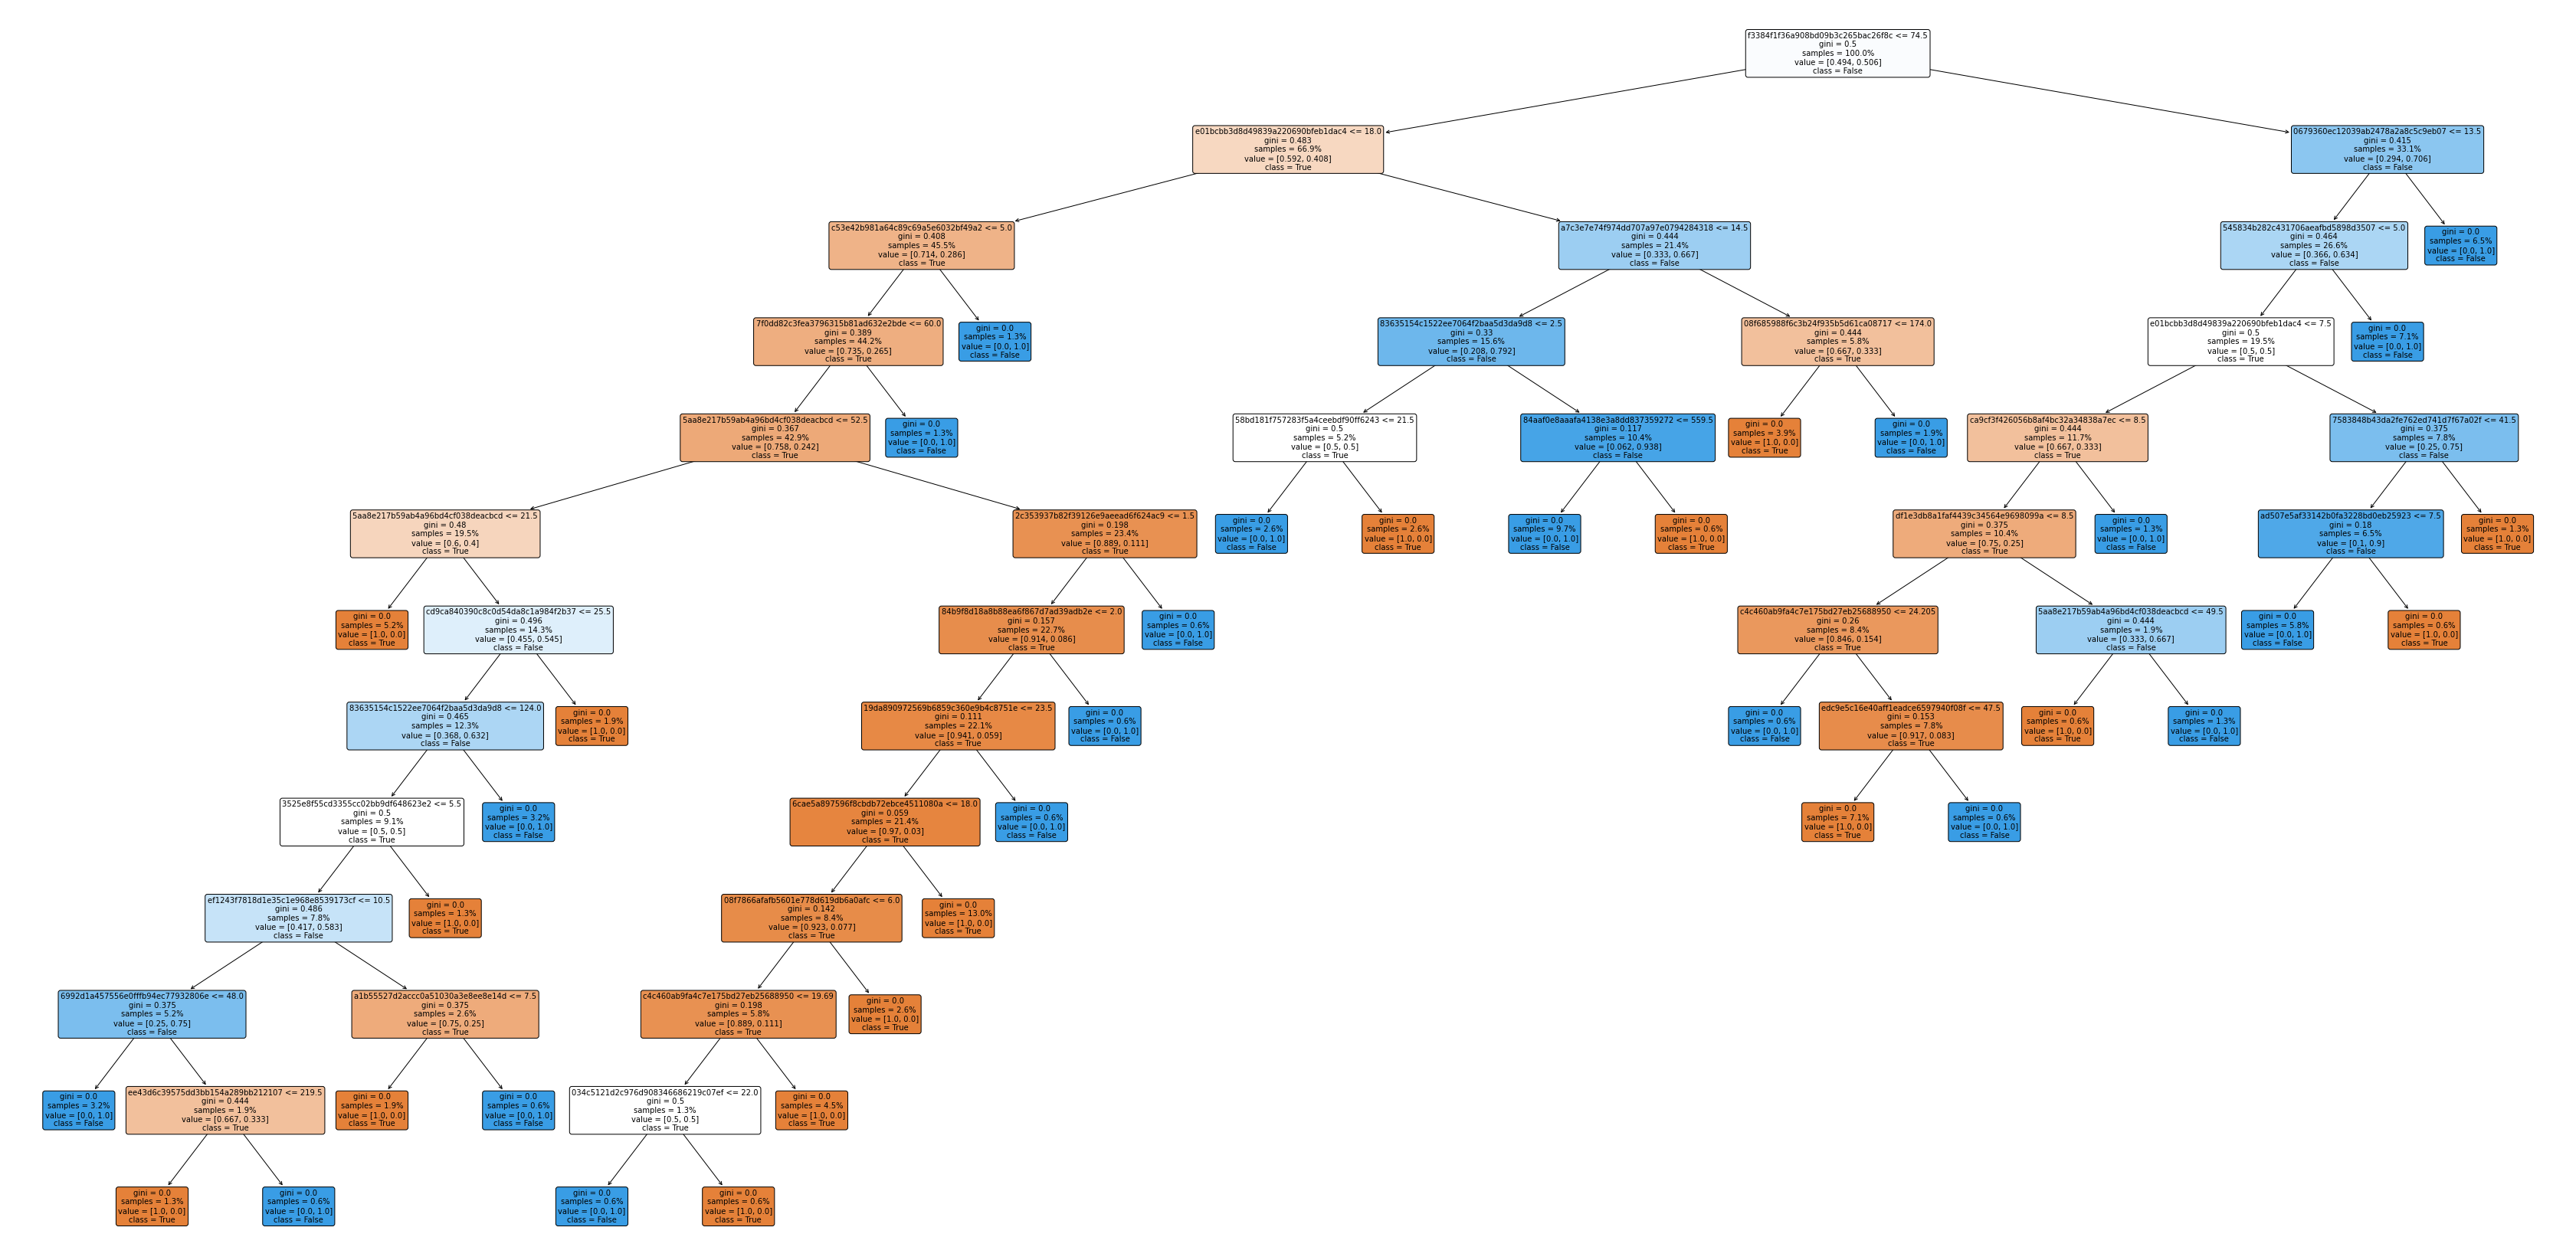 f3384f1f36a908bd09b3c265bac26f8c <= 74.5
gini = 0.5
samples = 100.0%
value = [0.494, 0.506]
class = False
e01bcbb3d8d49839a220690bfeb1dac4 <= 18.0
gini = 0.483
samples = 66.9%
value = [0.592, 0.408]
class = True
0679360ec12039ab2478a2a8c5c9eb07 <= 13.5
gini = 0.415
samples = 33.1%
value = [0.294, 0.706]
class = False
c53e42b981a64c89c69a5e6032bf49a2 <= 5.0
gini = 0.408
samples = 45.5%
value = [0.714, 0.286]
class = True
a7c3e7e74f974dd707a97e0794284318 <= 14.5
gini = 0.444
samples = 21.4%
value = [0.333, 0.667]
class = False
545834b282c431706aeafbd5898d3507 <= 5.0
gini = 0.464
samples = 26.6%
value = [0.366, 0.634]
class = False
gini = 0.0
samples = 6.5%
value = [0.0, 1.0]
class = False
7f0dd82c3fea3796315b81ad632e2bde <= 60.0
gini = 0.389
samples = 44.2%
value = [0.735, 0.265]
class = True
gini = 0.0
samples = 1.3%
value = [0.0, 1.0]
class = False
83635154c1522ee7064f2baa5d3da9d8 <= 2.5
gini = 0.33
samples = 15.6%
value = [0.208, 0.792]
class = False
08f685988f6c3b24f935b5d61ca08717 <= 174.0
gini = 0.444
samples = 5.8%
value = [0.667, 0.333]
class = True
e01bcbb3d8d49839a220690bfeb1dac4 <= 7.5
gini = 0.5
samples = 19.5%
value = [0.5, 0.5]
class = True
gini = 0.0
samples = 7.1%
value = [0.0, 1.0]
class = False
5aa8e217b59ab4a96bd4cf038deacbcd <= 52.5
gini = 0.367
samples = 42.9%
value = [0.758, 0.242]
class = True
gini = 0.0
samples = 1.3%
value = [0.0, 1.0]
class = False
58bd181f757283f5a4ceebdf90ff6243 <= 21.5
gini = 0.5
samples = 5.2%
value = [0.5, 0.5]
class = True
84aaf0e8aaafa4138e3a8dd837359272 <= 559.5
gini = 0.117
samples = 10.4%
value = [0.062, 0.938]
class = False
gini = 0.0
samples = 3.9%
value = [1.0, 0.0]
class = True
gini = 0.0
samples = 1.9%
value = [0.0, 1.0]
class = False
ca9cf3f426056b8af4bc32a34838a7ec <= 8.5
gini = 0.444
samples = 11.7%
value = [0.667, 0.333]
class = True
7583848b43da2fe762ed741d7f67a02f <= 41.5
gini = 0.375
samples = 7.8%
value = [0.25, 0.75]
class = False
5aa8e217b59ab4a96bd4cf038deacbcd <= 21.5
gini = 0.48
samples = 19.5%
value = [0.6, 0.4]
class = True
2c353937b82f39126e9aeead6f624ac9 <= 1.5
gini = 0.198
samples = 23.4%
value = [0.889, 0.111]
class = True
gini = 0.0
samples = 2.6%
value = [0.0, 1.0]
class = False
gini = 0.0
samples = 2.6%
value = [1.0, 0.0]
class = True
gini = 0.0
samples = 9.7%
value = [0.0, 1.0]
class = False
gini = 0.0
samples = 0.6%
value = [1.0, 0.0]
class = True
df1e3db8a1faf4439c34564e9698099a <= 8.5
gini = 0.375
samples = 10.4%
value = [0.75, 0.25]
class = True
gini = 0.0
samples = 1.3%
value = [0.0, 1.0]
class = False
ad507e5af33142b0fa3228bd0eb25923 <= 7.5
gini = 0.18
samples = 6.5%
value = [0.1, 0.9]
class = False
gini = 0.0
samples = 1.3%
value = [1.0, 0.0]
class = True
gini = 0.0
samples = 5.2%
value = [1.0, 0.0]
class = True
cd9ca840390c8c0d54da8c1a984f2b37 <= 25.5
gini = 0.496
samples = 14.3%
value = [0.455, 0.545]
class = False
84b9f8d18a8b88ea6f867d7ad39adb2e <= 2.0
gini = 0.157
samples = 22.7%
value = [0.914, 0.086]
class = True
gini = 0.0
samples = 0.6%
value = [0.0, 1.0]
class = False
c4c460ab9fa4c7e175bd27eb25688950 <= 24.205
gini = 0.26
samples = 8.4%
value = [0.846, 0.154]
class = True
5aa8e217b59ab4a96bd4cf038deacbcd <= 49.5
gini = 0.444
samples = 1.9%
value = [0.333, 0.667]
class = False
gini = 0.0
samples = 5.8%
value = [0.0, 1.0]
class = False
gini = 0.0
samples = 0.6%
value = [1.0, 0.0]
class = True
83635154c1522ee7064f2baa5d3da9d8 <= 124.0
gini = 0.465
samples = 12.3%
value = [0.368, 0.632]
class = False
gini = 0.0
samples = 1.9%
value = [1.0, 0.0]
class = True
19da890972569b6859c360e9b4c8751e <= 23.5
gini = 0.111
samples = 22.1%
value = [0.941, 0.059]
class = True
gini = 0.0
samples = 0.6%
value = [0.0, 1.0]
class = False
gini = 0.0
samples = 0.6%
value = [0.0, 1.0]
class = False
edc9e5c16e40aff1eadce6597940f08f <= 47.5
gini = 0.153
samples = 7.8%
value = [0.917, 0.083]
class = True
gini = 0.0
samples = 0.6%
value = [1.0, 0.0]
class = True
gini = 0.0
samples = 1.3%
value = [0.0, 1.0]
class = False
3525e8f55cd3355cc02bb9df648623e2 <= 5.5
gini = 0.5
samples = 9.1%
value = [0.5, 0.5]
class = True
gini = 0.0
samples = 3.2%
value = [0.0, 1.0]
class = False
6cae5a897596f8cbdb72ebce4511080a <= 18.0
gini = 0.059
samples = 21.4%
value = [0.97, 0.03]
class = True
gini = 0.0
samples = 0.6%
value = [0.0, 1.0]
class = False
gini = 0.0
samples = 7.1%
value = [1.0, 0.0]
class = True
gini = 0.0
samples = 0.6%
value = [0.0, 1.0]
class = False
ef1243f7818d1e35c1e968e8539173cf <= 10.5
gini = 0.486
samples = 7.8%
value = [0.417, 0.583]
class = False
gini = 0.0
samples = 1.3%
value = [1.0, 0.0]
class = True
08f7866afafb5601e778d619db6a0afc <= 6.0
gini = 0.142
samples = 8.4%
value = [0.923, 0.077]
class = True
gini = 0.0
samples = 13.0%
value = [1.0, 0.0]
class = True
6992d1a457556e0fffb94ec77932806e <= 48.0
gini = 0.375
samples = 5.2%
value = [0.25, 0.75]
class = False
a1b55527d2accc0a51030a3e8ee8e14d <= 7.5
gini = 0.375
samples = 2.6%
value = [0.75, 0.25]
class = True
c4c460ab9fa4c7e175bd27eb25688950 <= 19.69
gini = 0.198
samples = 5.8%
value = [0.889, 0.111]
class = True
gini = 0.0
samples = 2.6%
value = [1.0, 0.0]
class = True
gini = 0.0
samples = 3.2%
value = [0.0, 1.0]
class = False
ee43d6c39575dd3bb154a289bb212107 <= 219.5
gini = 0.444
samples = 1.9%
value = [0.667, 0.333]
class = True
gini = 0.0
samples = 1.9%
value = [1.0, 0.0]
class = True
gini = 0.0
samples = 0.6%
value = [0.0, 1.0]
class = False
034c5121d2c976d908346686219c07ef <= 22.0
gini = 0.5
samples = 1.3%
value = [0.5, 0.5]
class = True
gini = 0.0
samples = 4.5%
value = [1.0, 0.0]
class = True
gini = 0.0
samples = 1.3%
value = [1.0, 0.0]
class = True
gini = 0.0
samples = 0.6%
value = [0.0, 1.0]
class = False
gini = 0.0
samples = 0.6%
value = [0.0, 1.0]
class = False
gini = 0.0
samples = 0.6%
value = [1.0, 0.0]
class = True